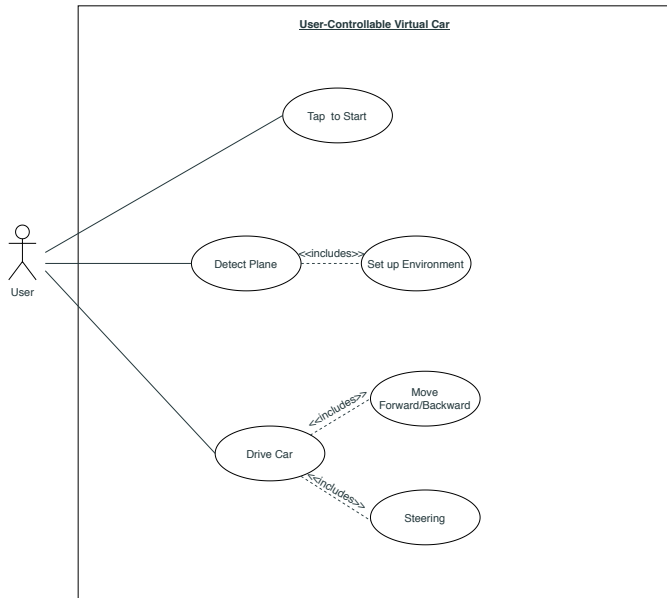 User-Controllable Virtual Car
Tap to Start
User
Detect Plane
<<includes>>
Set up Environment
Drive Car
<<includes>>
Move
Forward/Backward
<<includes>>
Steering